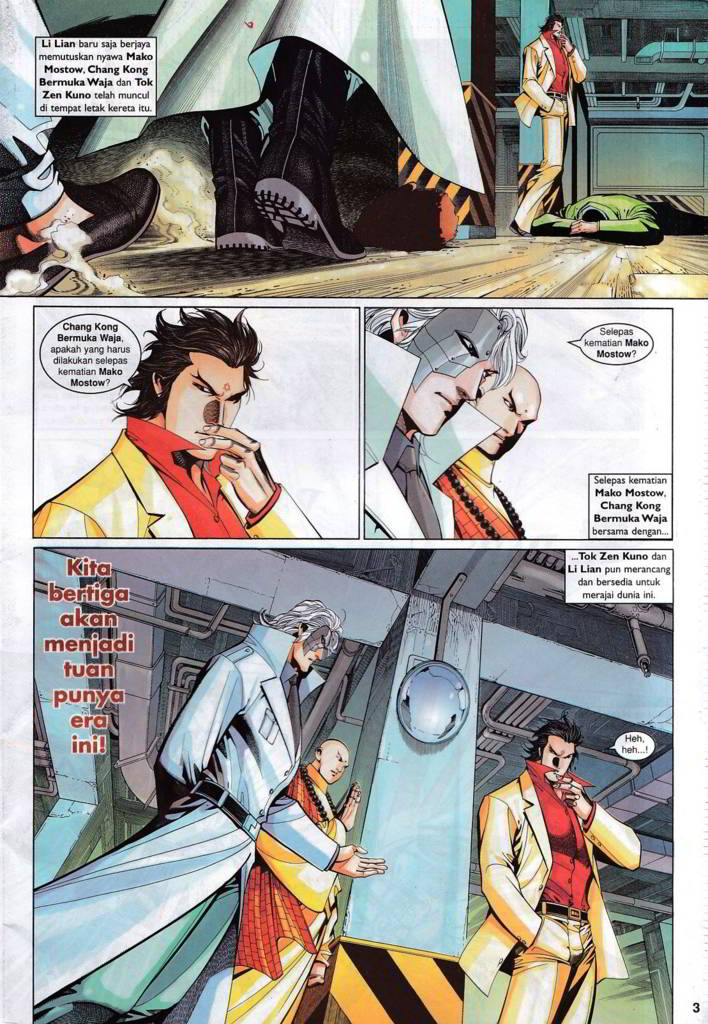 Li Lian baru saja berjaya
memutuskan nyawa Mako
Mostow, Chang Kong
Bermuka Waja dan Tok
Zen Kuno telah muncul
di tempat letak kereta itu.
Chang Kong
Bermuka Waja,
apakah yang harus
dilakukan selepas
kematian Mako
Mostow?
Selepas
kematian Mako
Mostow?
Selepas kematian
Mako Mostow,
Chang Kong
Bermuka Waja
bersama dengan...
...Tok Zen Kuno dan
Li Lian pun merancang
dan bersedia untuk
merajai dunia ini.
Kita
bertiga
akan
menjadi
tuan
punya
era
ini!
Heh,
heh...!
3